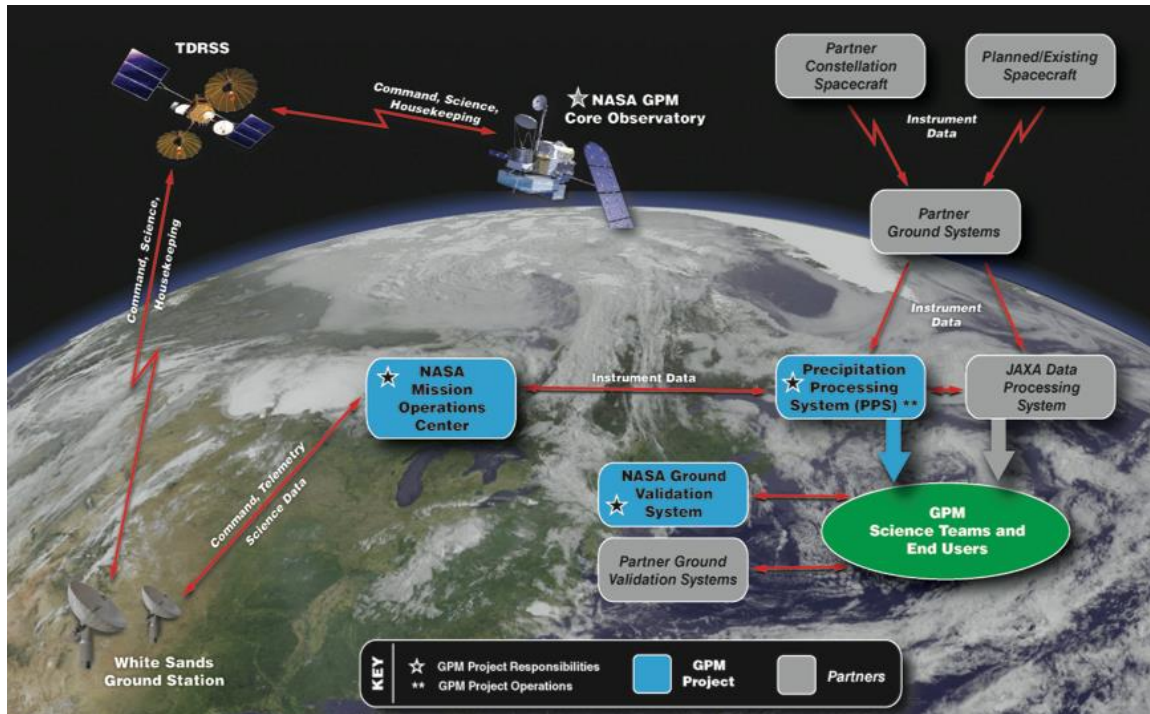 TDRSS
Command, Science,
Housekeeping
NASA GPM
Core Observatory
Partner
Constellation
Spacecraft
Planned/Existing
Spacecraft
Instrument
Data
Partner
Ground Systems
Command, Science,
Housekeeping
Instrument
Data
NASA
Mission
Operations
Center
Instrument Data
Precipitation
Processing
System (PPS) **
JAXA Data
Processing
System
Command, Telemetry
Science Data
NASA Ground
Validation
System
Partner Ground
Validation Systems
GPM
Science Teams and
End Users
White Sands
Ground Station
KEY
GPM Project Responsibilities
** GPM Project Operations
GPM
Project
Partners